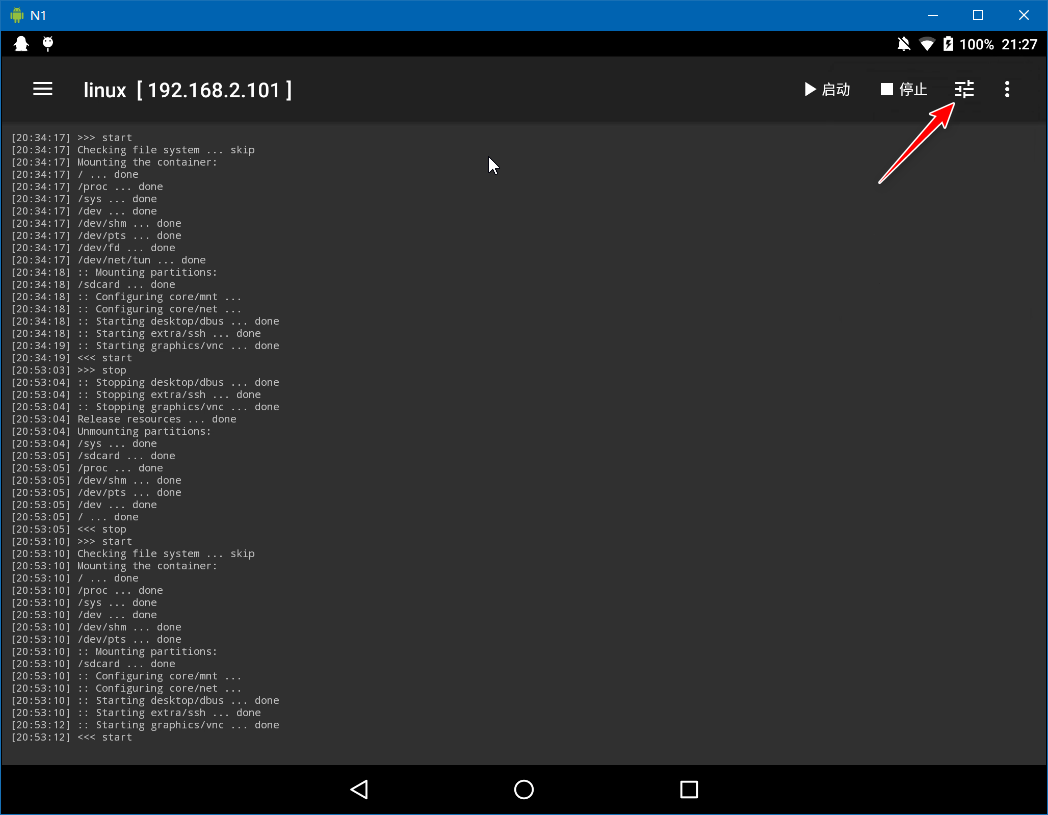 N1
100% 21:27
linux [ 192.168.2.101 ] 启动 停止
[20:34:17] >>> start
[20:34:17] Checking file system ... skip
[20:34:17] Mounting the container:
[20:34:17] / ... done
[20:34:17] /proc ... done
[20:34:17] /sys ... done
[20:34:17] /dev ... done
[20:34:17] /dev/shm ... done
[20:34:17] /dev/pts ... done
[20:34:17] /dev/fd ... done
[20:34:17] /dev/net/tun ... done
[20:34:18] :: Mounting partitions:
[20:34:18] /sdcard ... done
[20:34:18] :: Configuring core/mnt ...
[20:34:18] :: Configuring core/net ...
[20:34:18] :: Starting desktop/dbus ... done
[20:34:18] :: Starting extra/ssh ... done
[20:34:19] :: Starting graphics/vnc ... done
[20:34:19] <<< start
[20:53:03] >>> stop
[20:53:04] :: Stopping desktop/dbus ... done
[20:53:04] :: Stopping extra/ssh ... done
[20:53:04] :: Stopping graphics/vnc ... done
[20:53:04] Release resources ... done
[20:53:04] Unmounting partitions:
[20:53:04] /sys ... done
[20:53:05] /sdcard ... done
[20:53:05] /proc ... done
[20:53:05] /dev/shm ... done
[20:53:05] /dev/pts ... done
[20:53:05] /dev ... done
[20:53:05] / ... done
[20:53:05] <<< stop
[20:53:10] >>> start
[20:53:10] Checking file system ... skip
[20:53:10] Mounting the container:
[20:53:10] / ... done
[20:53:10] /proc ... done
[20:53:10] /sys ... done
[20:53:10] /dev ... done
[20:53:10] /dev/shm ... done
[20:53:10] /dev/pts ... done
[20:53:10] :: Mounting partitions:
[20:53:10] /sdcard ... done
[20:53:10] :: Configuring core/mnt ...
[20:53:10] :: Configuring core/net ...
[20:53:10] :: Starting desktop/dbus ... done
[20:53:10] :: Starting extra/ssh ... done
[20:53:12] :: Starting graphics/vnc ... done
[20:53:12] <<< start